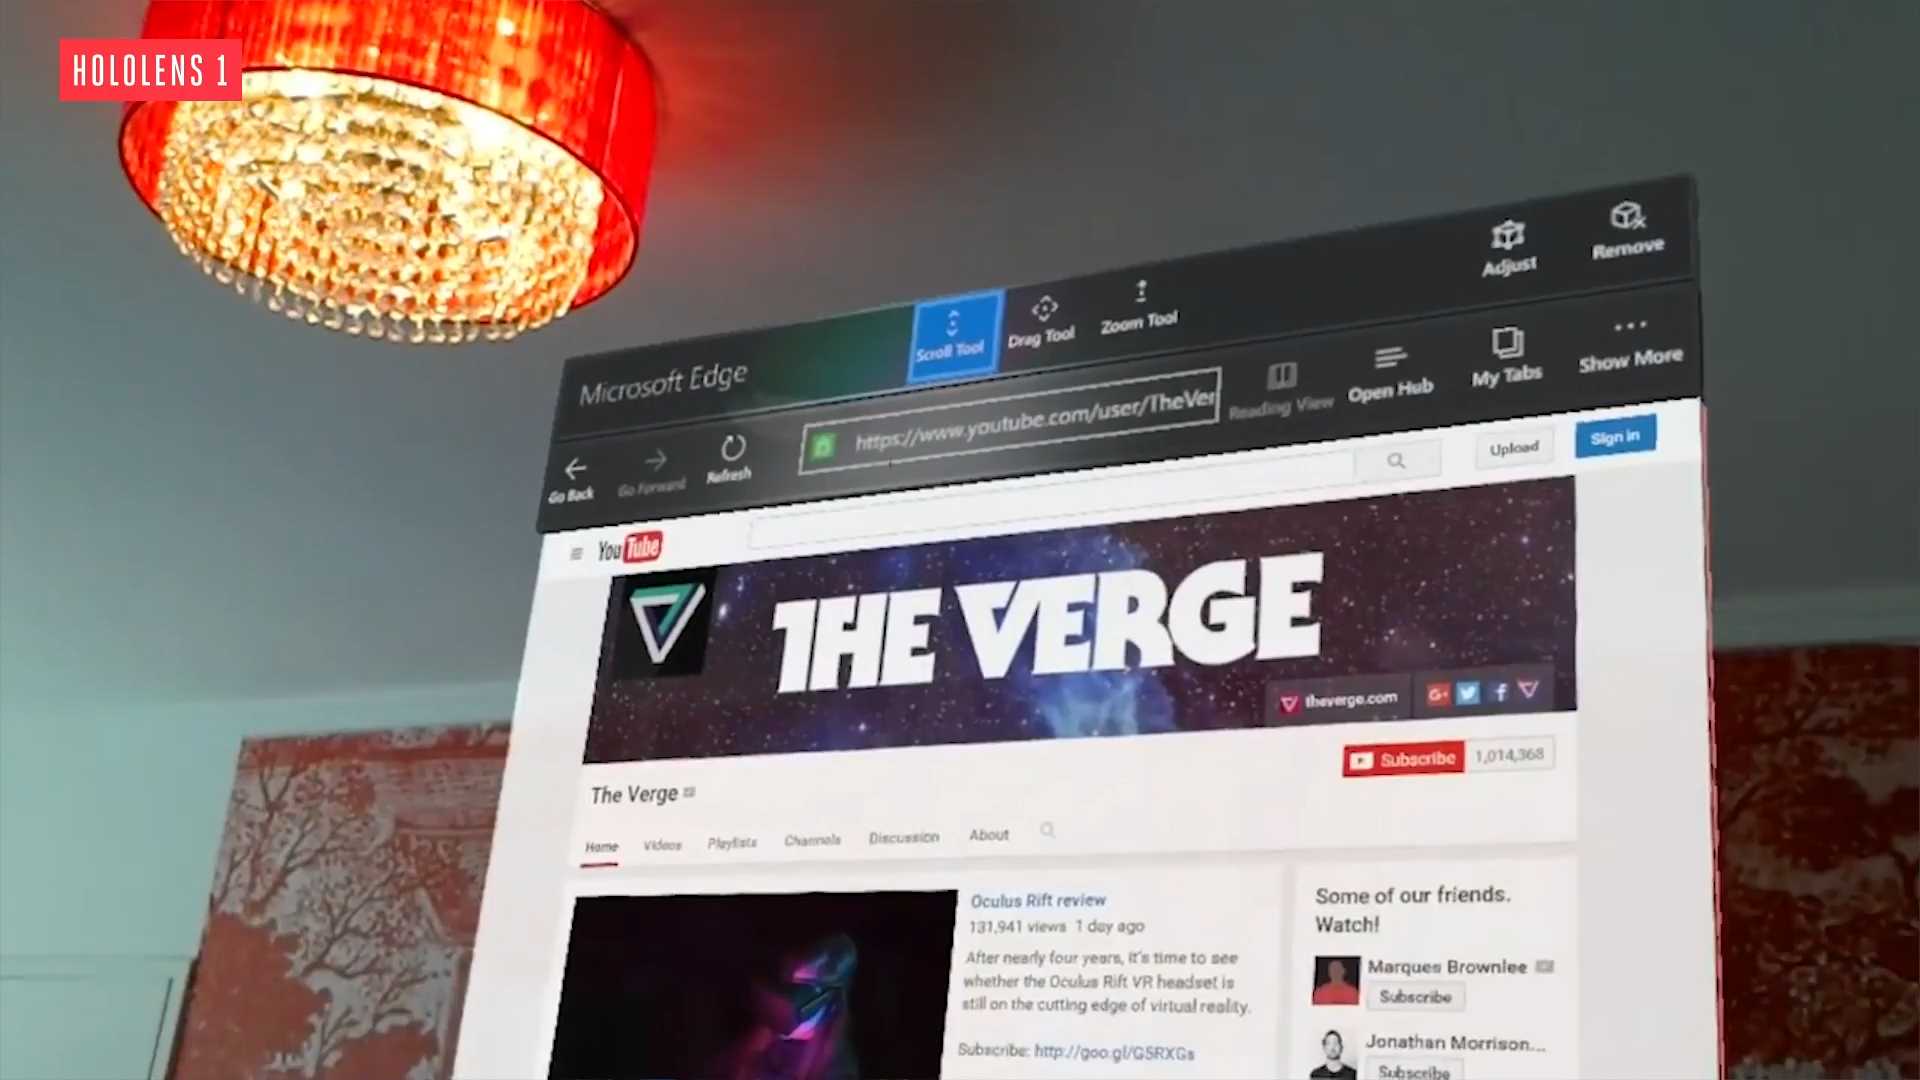 HOLOLENS 1
Adjust
Remove
Microsoft Edge
Scroll Tool
Drag Tool
Zoom Tool
Go Back
Go Forward
Refresh
https://www.youtube.com/user/TheVer
Reading View
Open Hub
My Tabs
Show More
YouTube
Upload
Sign in
THE VERGE
theverge.com
G+
f
The Verge
Subscribe
1,014,368
Home
Videos
Playlists
Channels
Discussion
About
Oculus Rift review
131,941 views 1 day ago
After nearly four years, it's time to see
whether the Oculus Rift VR headset is
still on the cutting edge of virtual reality.
Subscribe: http://goo.gl/G5RXGs
Some of our friends.
Watch!
Marques Brownlee
Subscribe
Jonathan Morrison...
Subscribe